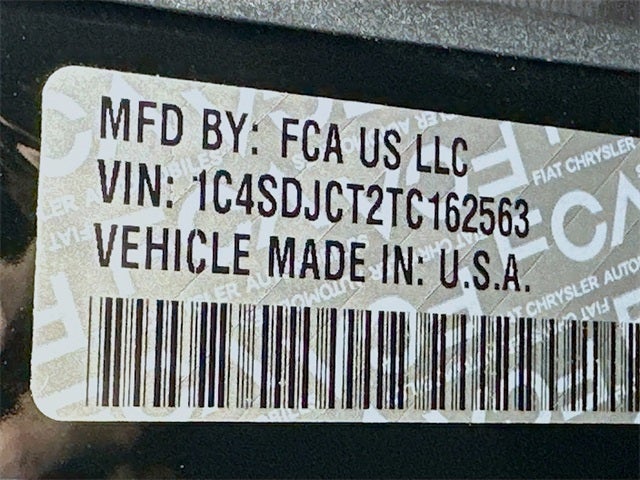 MFD BY: FCA US LLC
VIN: 1C4SDJCT2TC162563
VEHICLE MADE IN: U.S.A.